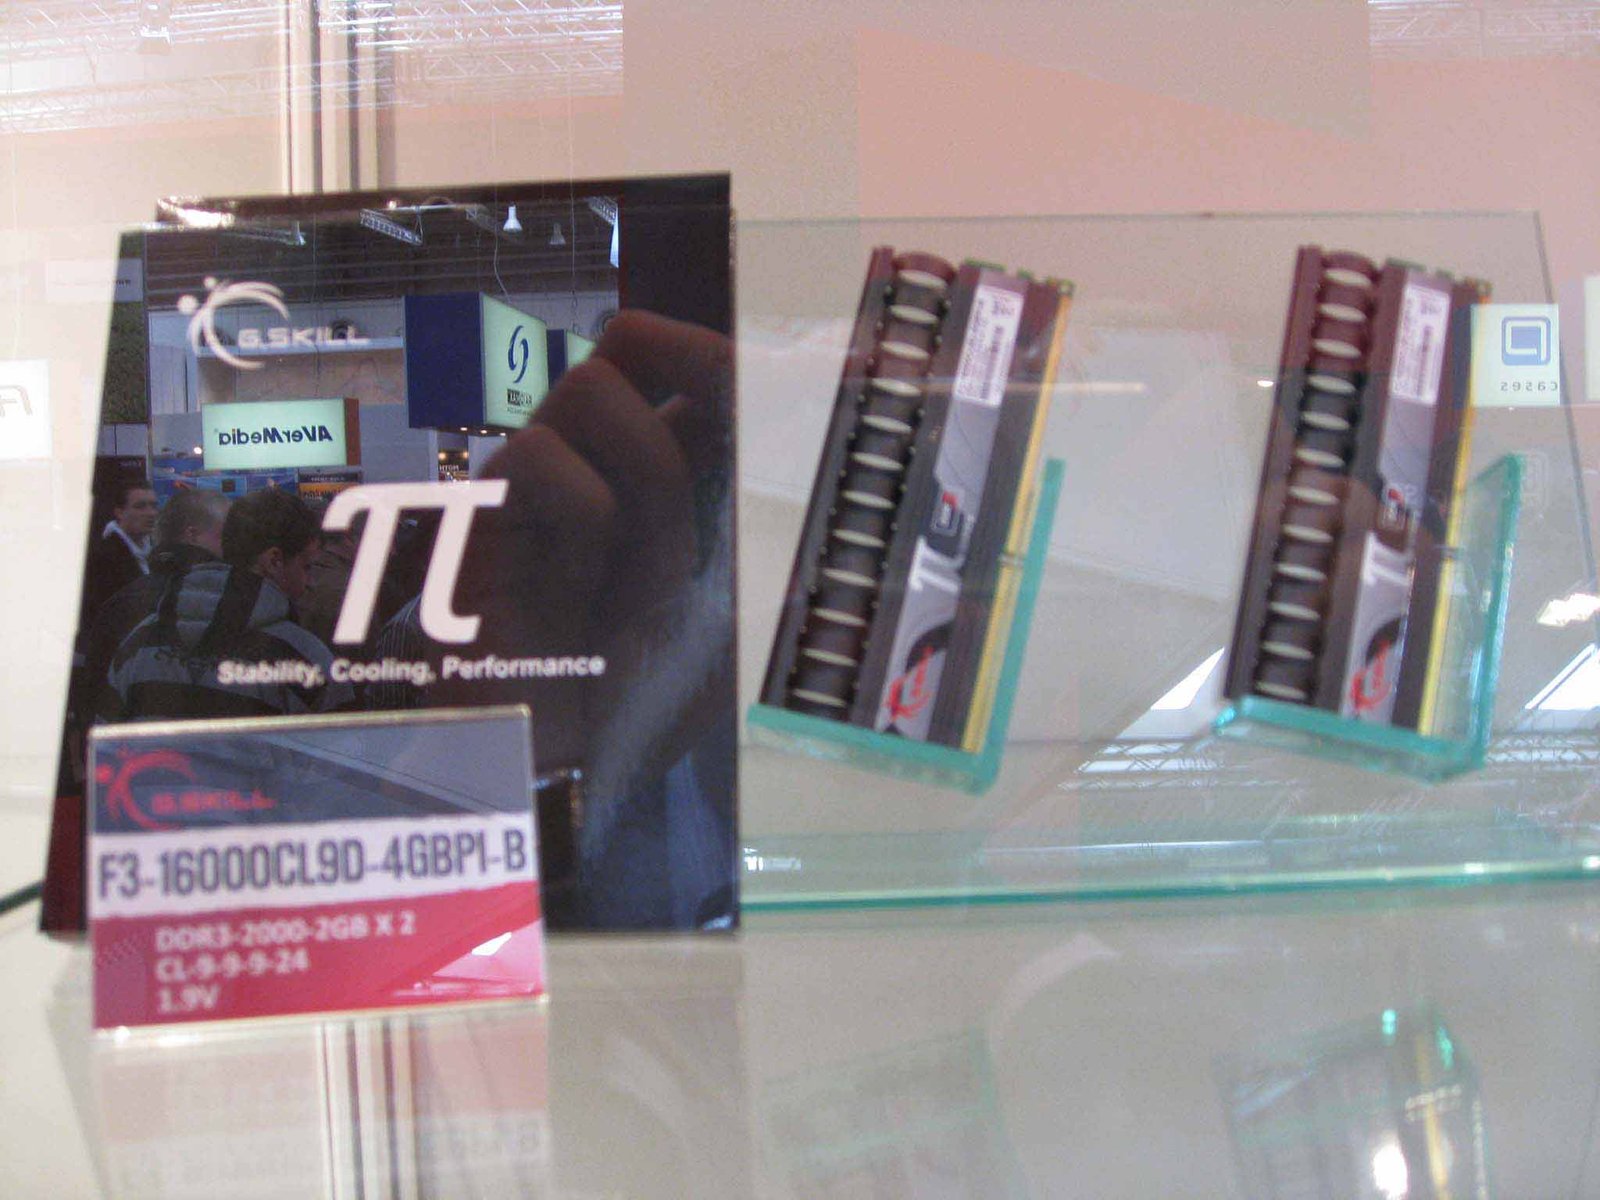 G.SKILL
AVerMedia
π
Stability, Cooling, Performance
G.SKILL
F3-16000CL9D-4GBPI-B
DDR3-2000-2GB X 2
CL-9-9-9-24
1.9V
π
π
cases